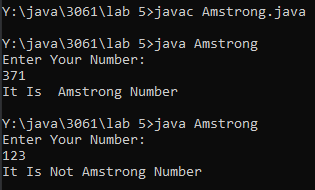 Y:\java\3061\lab 5>javac Amstrong.java
Y:\java\3061\lab 5>java Amstrong
Enter Your Number:
371
It Is  Amstrong Number
Y:\java\3061\lab 5>java Amstrong
Enter Your Number:
123
It Is Not Amstrong Number